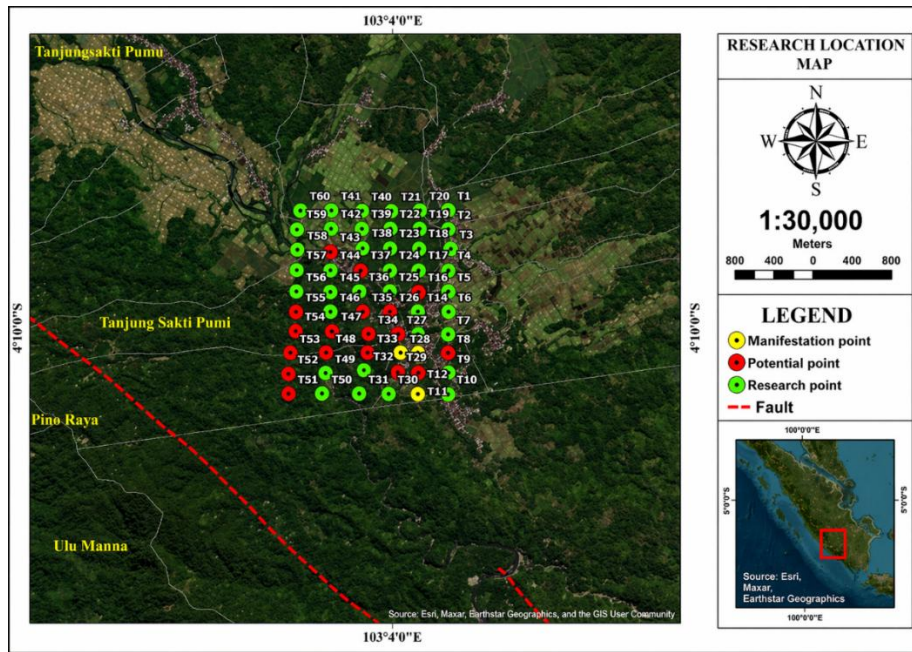 103°4'0"E
Tanjungsakti Pumu
T60 T41 T40 T21 T20 T1
T59 T42 T39 T22 T19 T2
T58 T43 T38 T23 T18 T3
T57 T44 T37 T24 T17 T4
T56 T45 T36 T25 T16 T5
T55 T46 T35 T26 T14 T6
T54 T47 T34 T27 T7
T53 T48 T33 T28 T8
T52 T49 T32 T29 T9
T51 T50 T31 T30 T12 T10
T11
Tanjung Sakti Pumi
Pino Raya
Ulu Manna
4°10'0"S
4°10'0"S
Source: Esri, Maxar, Earthstar Geographics, and the GIS User Community
103°4'0"E
RESEARCH LOCATION
MAP
N
W E
S
1:30,000
Meters
800 400 0 800
LEGEND
Manifestation point
Potential point
Research point
Fault
100°0'0"E
5°0'0"S
5°0'0"S
Source: Esri,
Maxar,
Earthstar Geographics
100°0'0"E